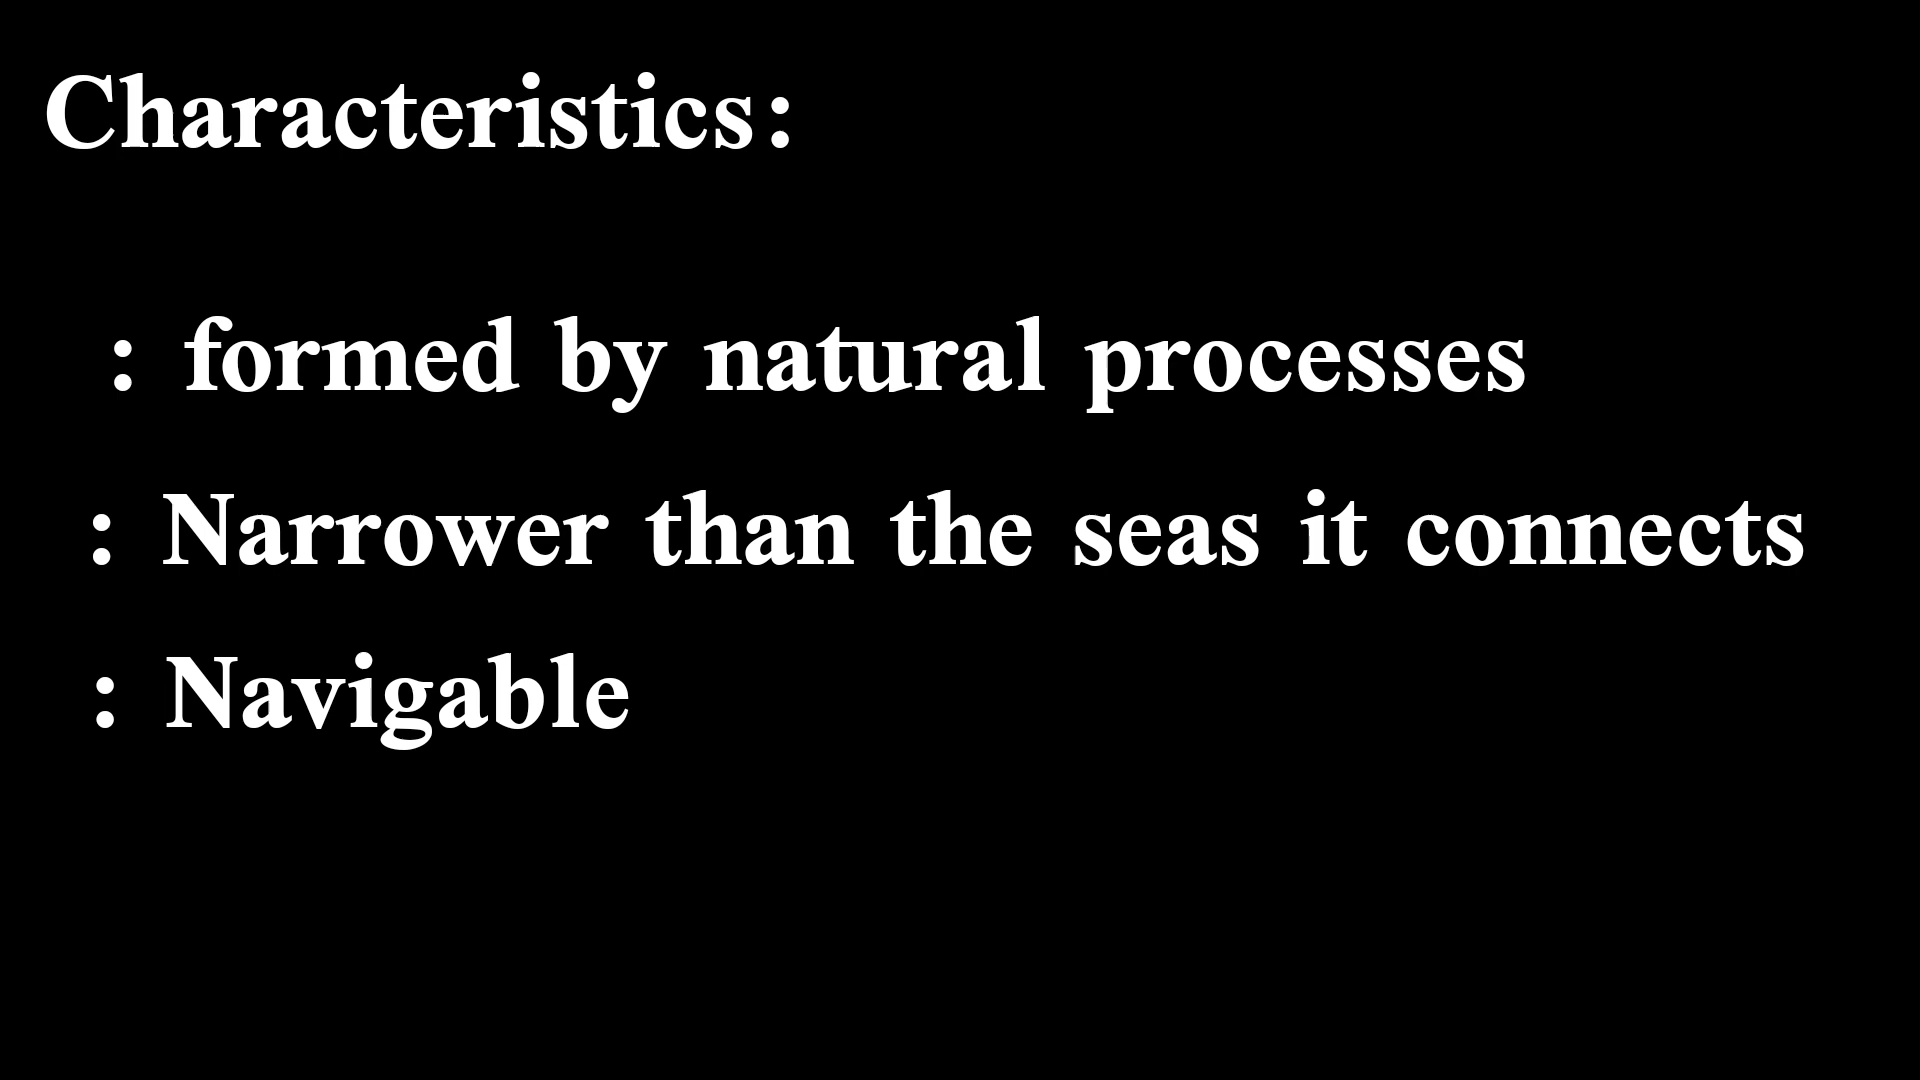 Characteristics:
: formed by natural processes
: Narrower than the seas it connects
: Navigable